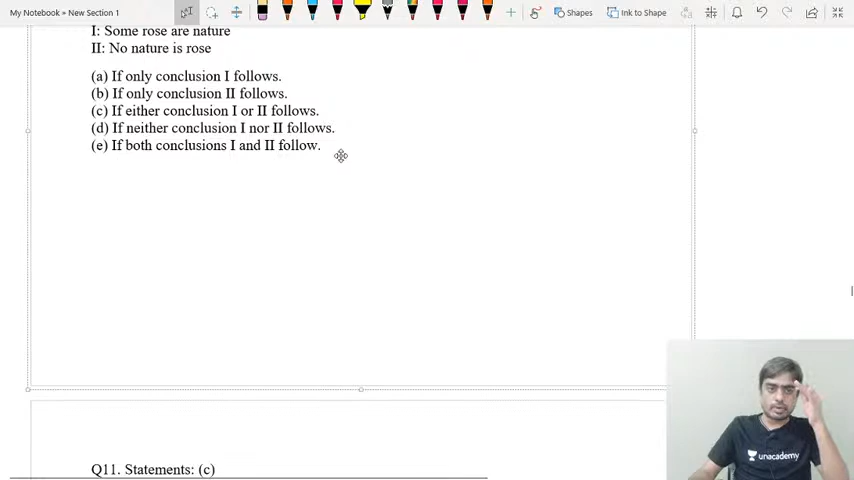 My Notebook » New Section 1
Shapes
Ink to Shape
I: Some rose are nature
II: No nature is rose
(a) If only conclusion I follows.
(b) If only conclusion II follows.
(c) If either conclusion I or II follows.
(d) If neither conclusion I nor II follows.
(e) If both conclusions I and II follow.
unacademy
Q11. Statements: (c)